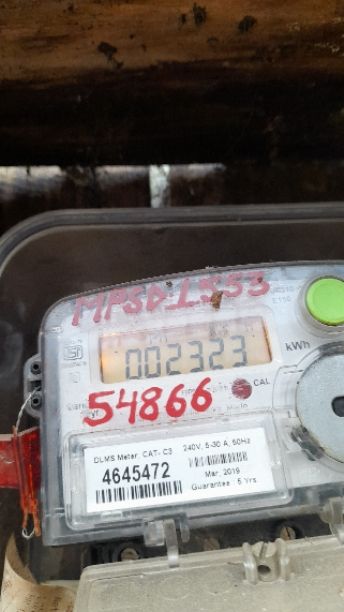 MPSD1553
E150
002323
kWh
CAL
54866
DLMS Meter, CAT- C3 240V, 5-30 A, 50Hz
4645472
Mar, 2019
Guarantee : 5 Yrs